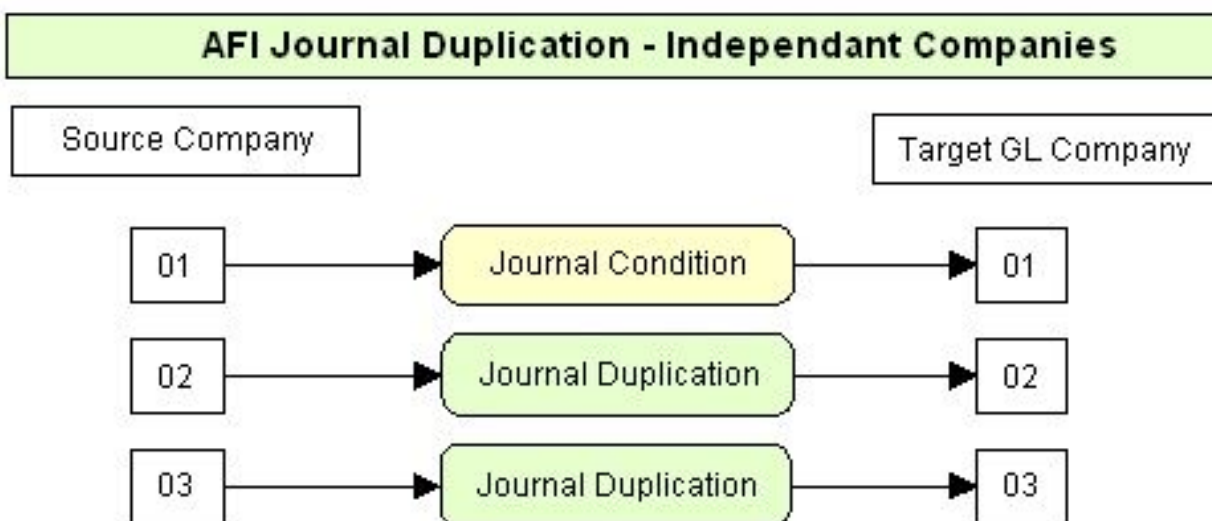 AFI Journal Duplication - Independant Companies
Source Company
Target GL Company
01 Journal Condition 01
02 Journal Duplication 02
03 Journal Duplication 03